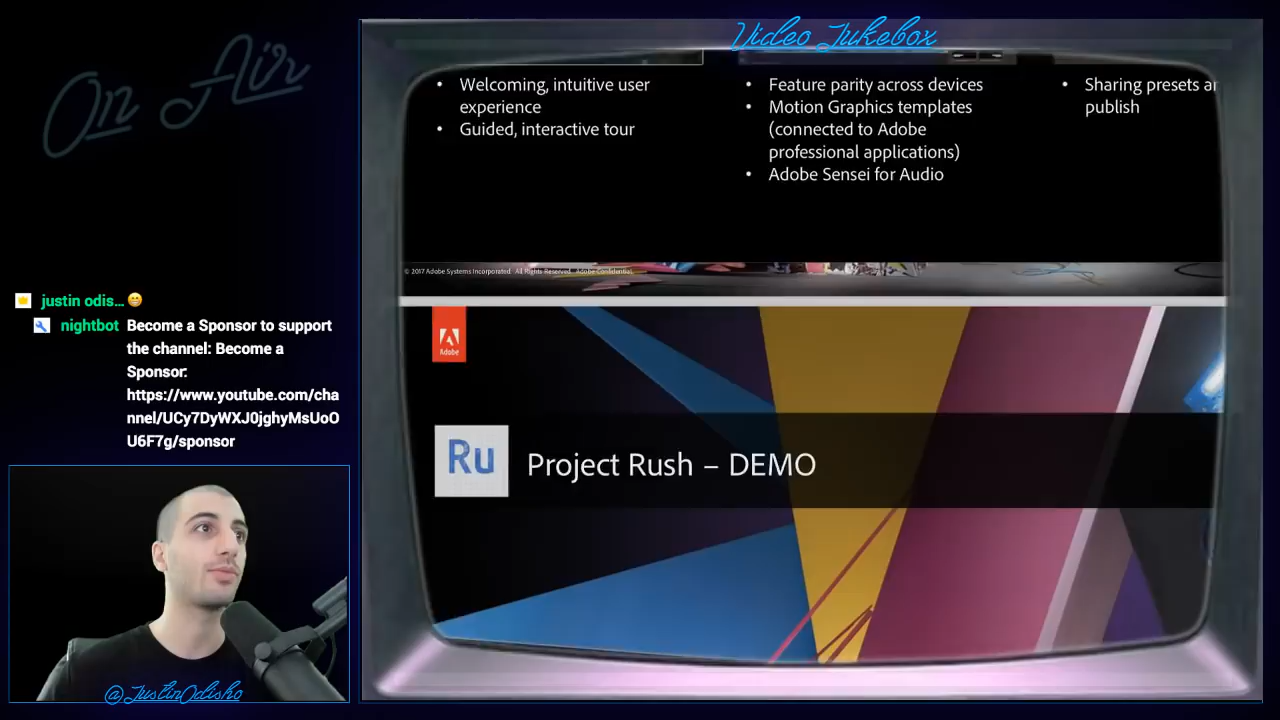 On Air
Video Jukebox
• Welcoming, intuitive user
experience
• Guided, interactive tour
• Feature parity across devices
• Motion Graphics templates
(connected to Adobe
professional applications)
• Adobe Sensei for Audio
• Sharing presets an
publish
© 2017 Adobe Systems Incorporated. All Rights Reserved. Adobe Confidential.
Adobe
Ru
Project Rush – DEMO
justin odis...
nightbot Become a Sponsor to support
the channel: Become a
Sponsor:
https://www.youtube.com/cha
nnel/UCy7DyWXJ0jghyMsUoO
U6F7g/sponsor
@JustinOdisho